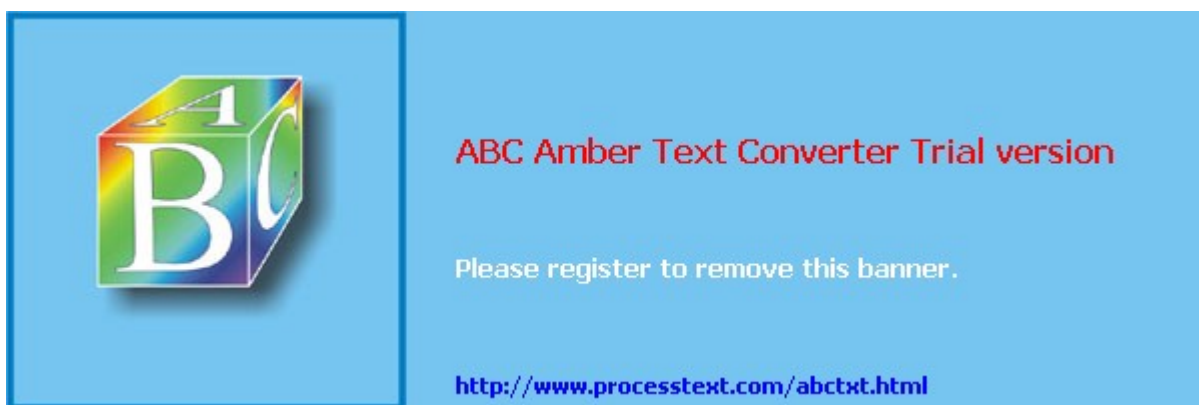 A
B
C
ABC Amber Text Converter Trial version
Please register to remove this banner.
http://www.processtext.com/abctxt.html